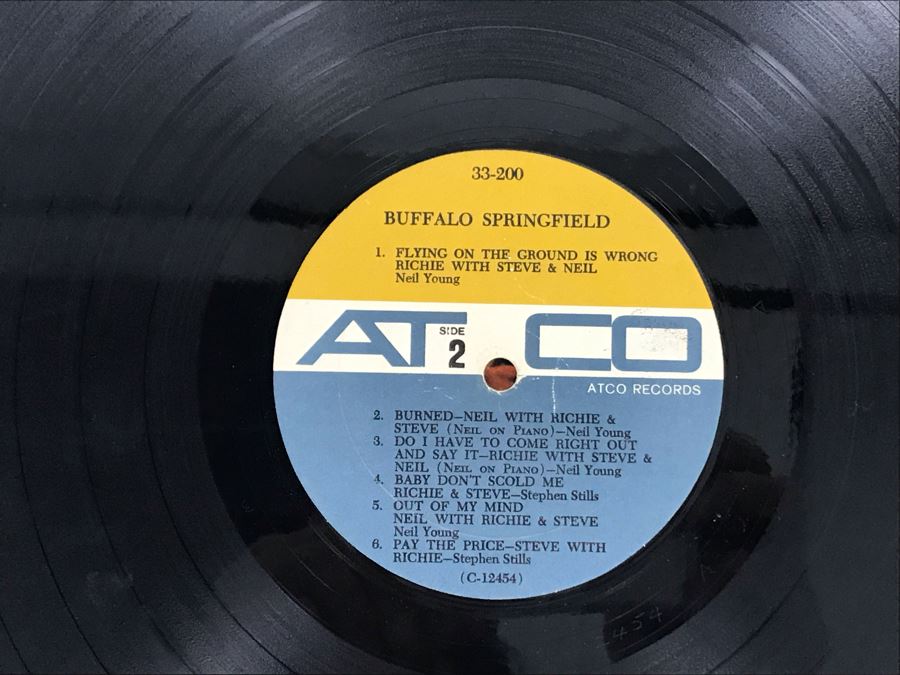 33-200
BUFFALO SPRINGFIELD
1. FLYING ON THE GROUND IS WRONG
RICHIE WITH STEVE & NEIL
Neil Young
ATCO
SIDE
2
ATCO RECORDS
2. BURNED—NEIL WITH RICHIE &
STEVE (NEIL ON PIANO)—Neil Young
3. DO I HAVE TO COME RIGHT OUT
AND SAY IT—RICHIE WITH STEVE &
NEIL (NEIL ON PIANO)—Neil Young
4. BABY DON'T SCOLD ME
RICHIE & STEVE—Stephen Stills
5. OUT OF MY MIND
NEIL WITH RICHIE & STEVE
Neil Young
6. PAY THE PRICE—STEVE WITH
RICHIE—Stephen Stills
(C-12454)
454 A